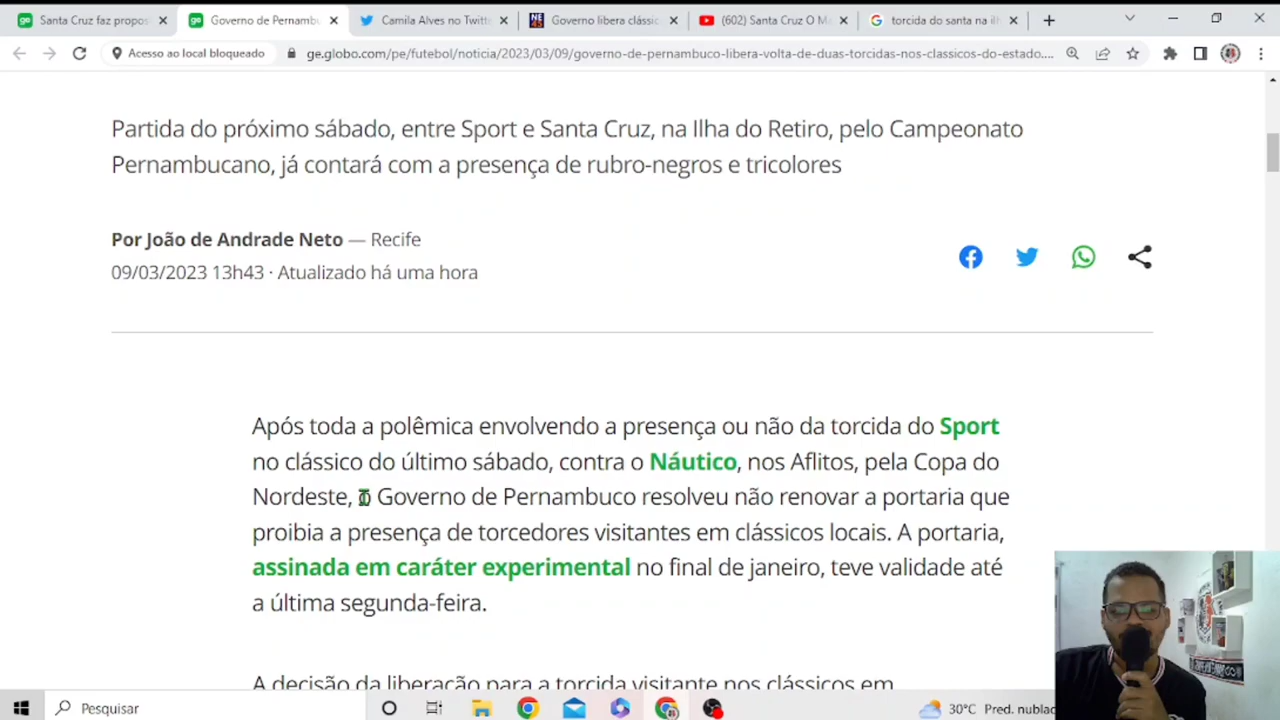 Santa Cruz faz propos
Governo de Pernambu
Camila Alves no Twitt
Governo libera clássic
(602) Santa Cruz O M
torcida do santa na ilh
Acesso ao local bloqueado
ge.globo.com/pe/futebol/noticia/2023/03/09/governo-de-pernambuco-libera-volta-de-duas-torcidas-nos-classicos-do-estado....
Partida do próximo sábado, entre Sport e Santa Cruz, na Ilha do Retiro, pelo Campeonato
Pernambucano, já contará com a presença de rubro-negros e tricolores
Por João de Andrade Neto — Recife
09/03/2023 13h43 · Atualizado há uma hora
Após toda a polêmica envolvendo a presença ou não da torcida do Sport
no clássico do último sábado, contra o Náutico, nos Aflitos, pela Copa do
Nordeste, o Governo de Pernambuco resolveu não renovar a portaria que
proibia a presença de torcedores visitantes em clássicos locais. A portaria,
assinada em caráter experimental no final de janeiro, teve validade até
a última segunda-feira.
A decisão da liberação para a torcida visitante nos clássicos em
Pesquisar
30°C Pred. nublac